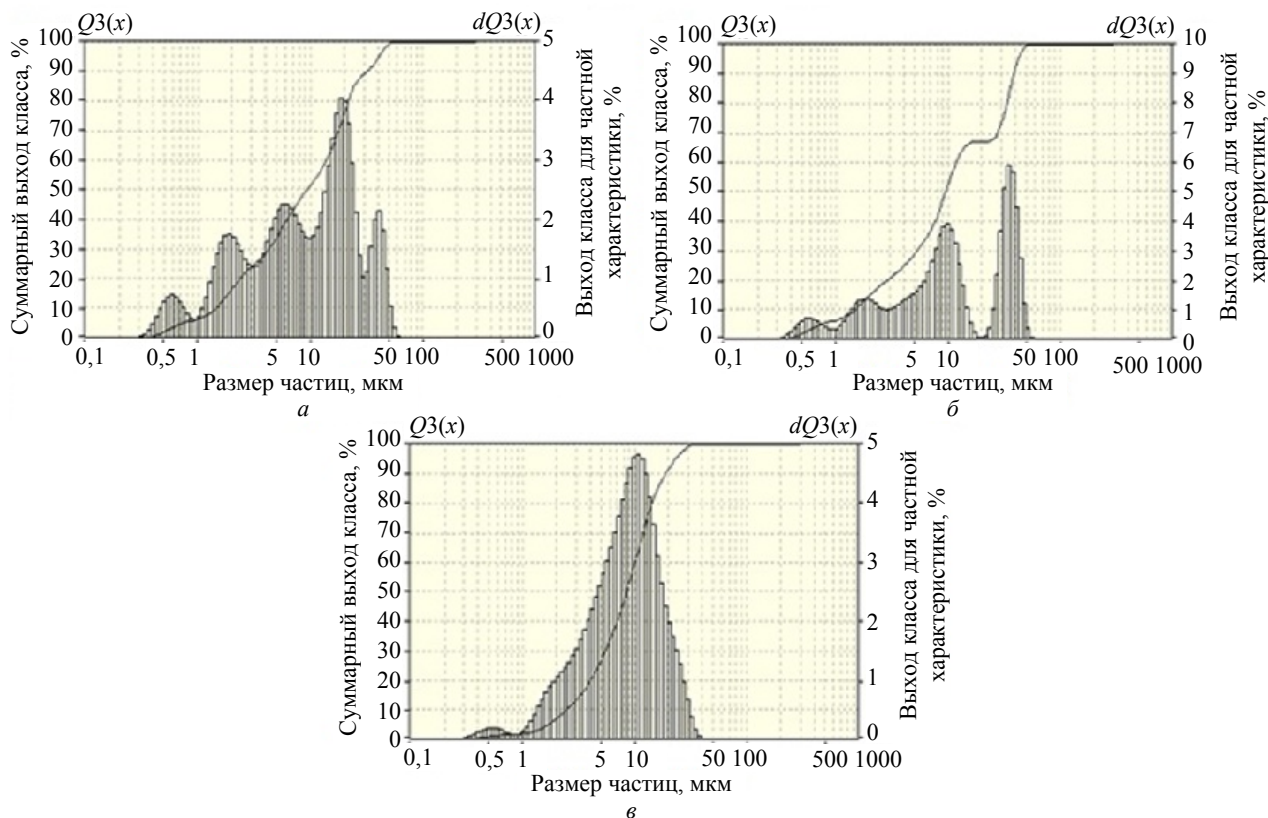 Q3(x) dQ3(x)
Суммарный выход класса, %
100
90
80
70
60
50
40
30
20
10
0
5
4
3
2
1
0
Выход класса для частной
характеристики, %
0,1 0,5 1 5 10 50 100 500 1000
Размер частиц, мкм
а
Q3(x) dQ3(x)
Суммарный выход класса, %
100
90
80
70
60
50
40
30
20
10
0
10
9
8
7
6
5
4
3
2
1
0
Выход класса для частной
характеристики, %
0,1 0,5 1 5 10 50 100 500 1000
Размер частиц, мкм
б
Q3(x) dQ3(x)
Суммарный выход класса, %
100
90
80
70
60
50
40
30
20
10
0
5
4
3
2
1
0
Выход класса для частной
характеристики, %
0,1 0,5 1 5 10 50 100 500 1000
Размер частиц, мкм
в